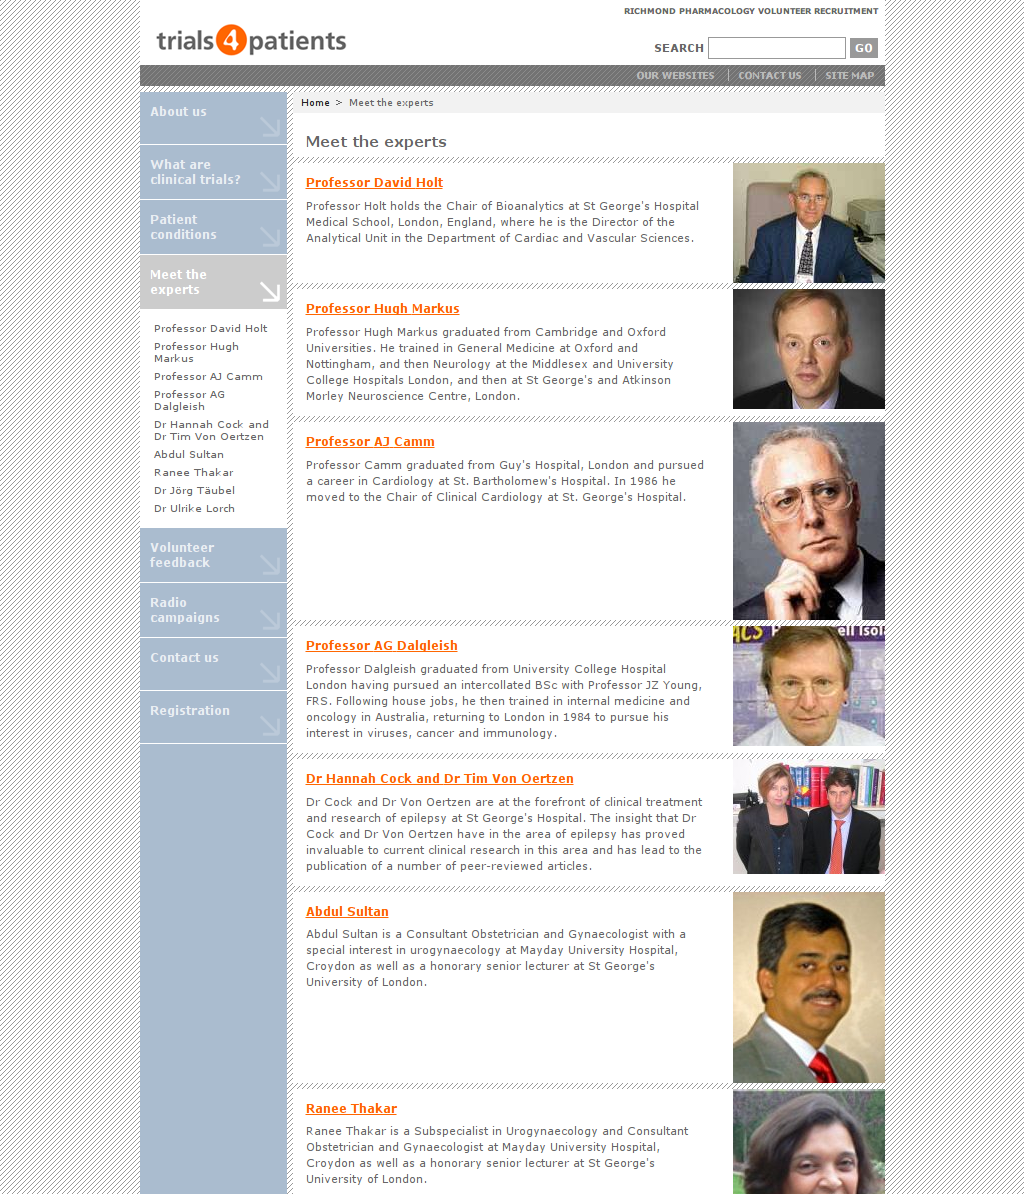 RICHMOND PHARMACOLOGY VOLUNTEER RECRUITMENT
trials4patients
SEARCH GO
OUR WEBSITES CONTACT US SITE MAP
Home > Meet the experts
About us
What are
clinical trials?
Patient
conditions
Meet the
experts
Professor David Holt
Professor Hugh
Markus
Professor AJ Camm
Professor AG
Dalgleish
Dr Hannah Cock and
Dr Tim Von Oertzen
Abdul Sultan
Ranee Thakar
Dr Jörg Täubel
Dr Ulrike Lorch
Volunteer
feedback
Radio
campaigns
Contact us
Registration
Meet the experts
Professor David Holt
Professor Holt holds the Chair of Bioanalytics at St George's Hospital
Medical School, London, England, where he is the Director of the
Analytical Unit in the Department of Cardiac and Vascular Sciences.
Professor Hugh Markus
Professor Hugh Markus graduated from Cambridge and Oxford
Universities. He trained in General Medicine at Oxford and
Nottingham, and then Neurology at the Middlesex and University
College Hospitals London, and then at St George's and Atkinson
Morley Neuroscience Centre, London.
Professor AJ Camm
Professor Camm graduated from Guy's Hospital, London and pursued
a career in Cardiology at St. Bartholomew's Hospital. In 1986 he
moved to the Chair of Clinical Cardiology at St. George's Hospital.
Professor AG Dalgleish
Professor Dalgleish graduated from University College Hospital
London having pursued an intercollated BSc with Professor JZ Young,
FRS. Following house jobs, he then trained in internal medicine and
oncology in Australia, returning to London in 1984 to pursue his
interest in viruses, cancer and immunology.
Dr Hannah Cock and Dr Tim Von Oertzen
Dr Cock and Dr Von Oertzen are at the forefront of clinical treatment
and research of epilepsy at St George's Hospital. The insight that Dr
Cock and Dr Von Oertzen have in the area of epilepsy has proved
invaluable to current clinical research in this area and has lead to the
publication of a number of peer-reviewed articles.
Abdul Sultan
Abdul Sultan is a Consultant Obstetrician and Gynaecologist with a
special interest in urogynaecology at Mayday University Hospital,
Croydon as well as a honorary senior lecturer at St George's
University of London.
Ranee Thakar
Ranee Thakar is a Subspecialist in Urogynaecology and Consultant
Obstetrician and Gynaecologist at Mayday University Hospital,
Croydon as well as a honorary senior lecturer at St George's
University of London.